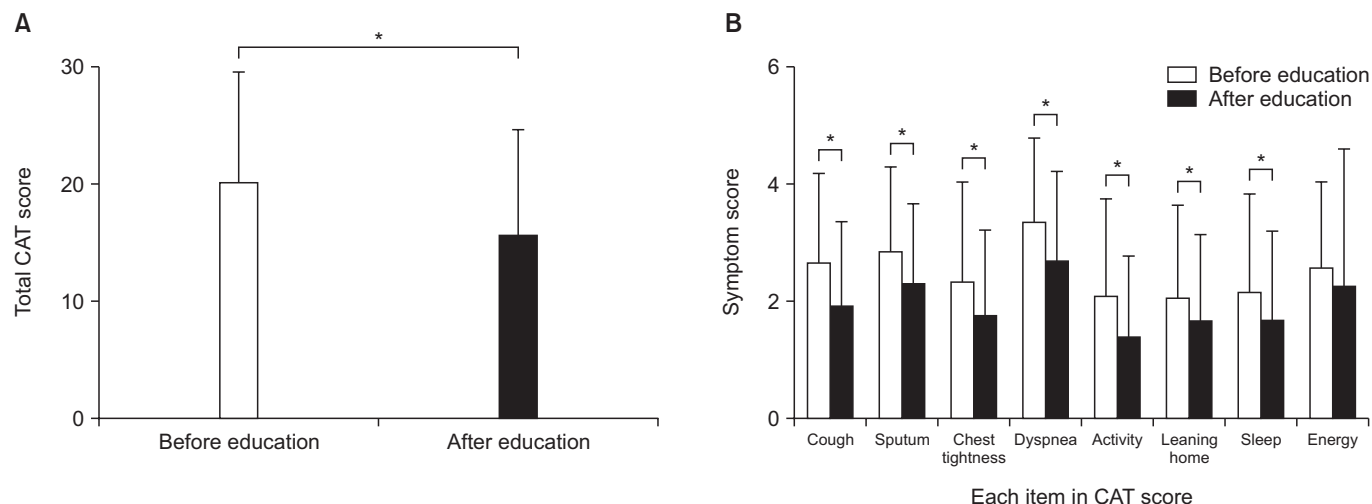 A
*
30
20
10
0
Total CAT score
Before education
After education
B
6
4
2
0
Symptom score
Before education
After education
*
*
*
*
*
*
*
Cough
Sputum
Chest
tightness
Dyspnea
Activity
Leaning
home
Sleep
Energy
Each item in CAT score